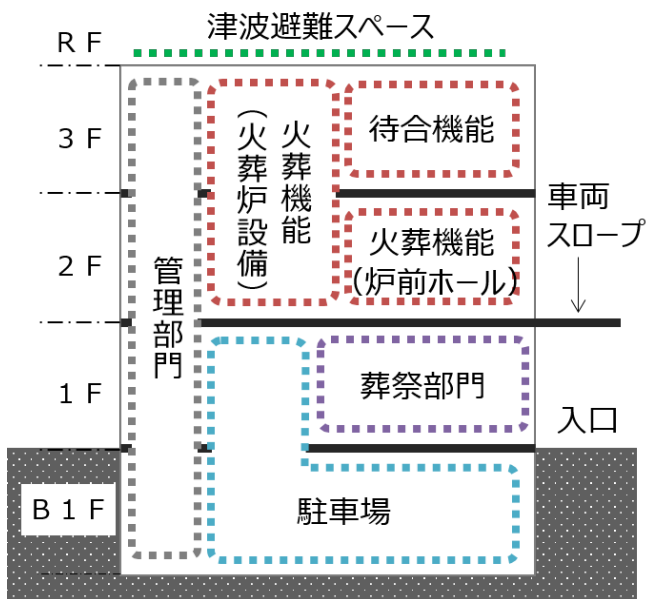 津波避難スペース
RF
3F
2F
1F
B1F
管理部門
火葬機能
（火葬炉設備）
待合機能
火葬機能
（炉前ホール）
車両
スロープ
葬祭部門
入口
駐車場